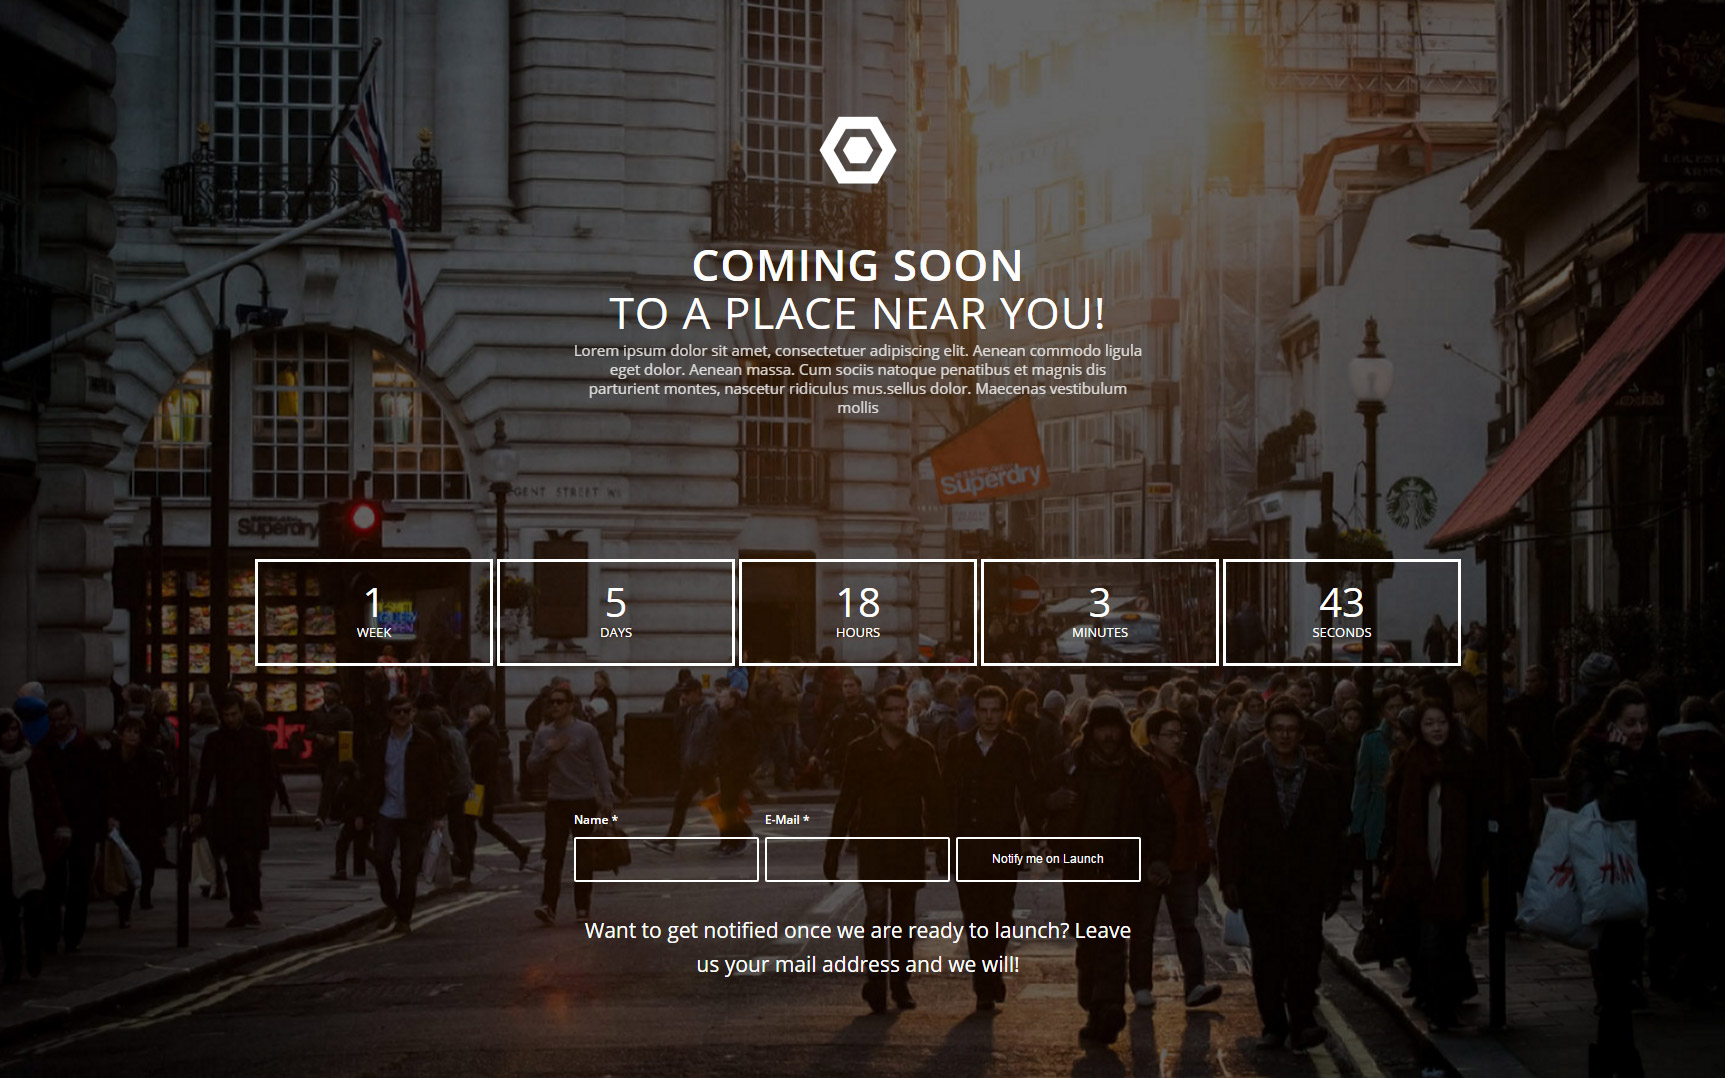 COMING SOON
TO A PLACE NEAR YOU!
Lorem ipsum dolor sit amet, consectetuer adipiscing elit. Aenean commodo ligula
eget dolor. Aenean massa. Cum sociis natoque penatibus et magnis dis
parturient montes, nascetur ridiculus mus.sellus dolor. Maecenas vestibulum
mollis
Superdry
GENT STREET W1
Superdry
LEICESTER
ARMS
1
WEEK
5
DAYS
18
HOURS
3
MINUTES
43
SECONDS
OPEN
dry
Name *
E-Mail *
Notify me on Launch
H&M
H&M
Want to get notified once we are ready to launch? Leave
us your mail address and we will!